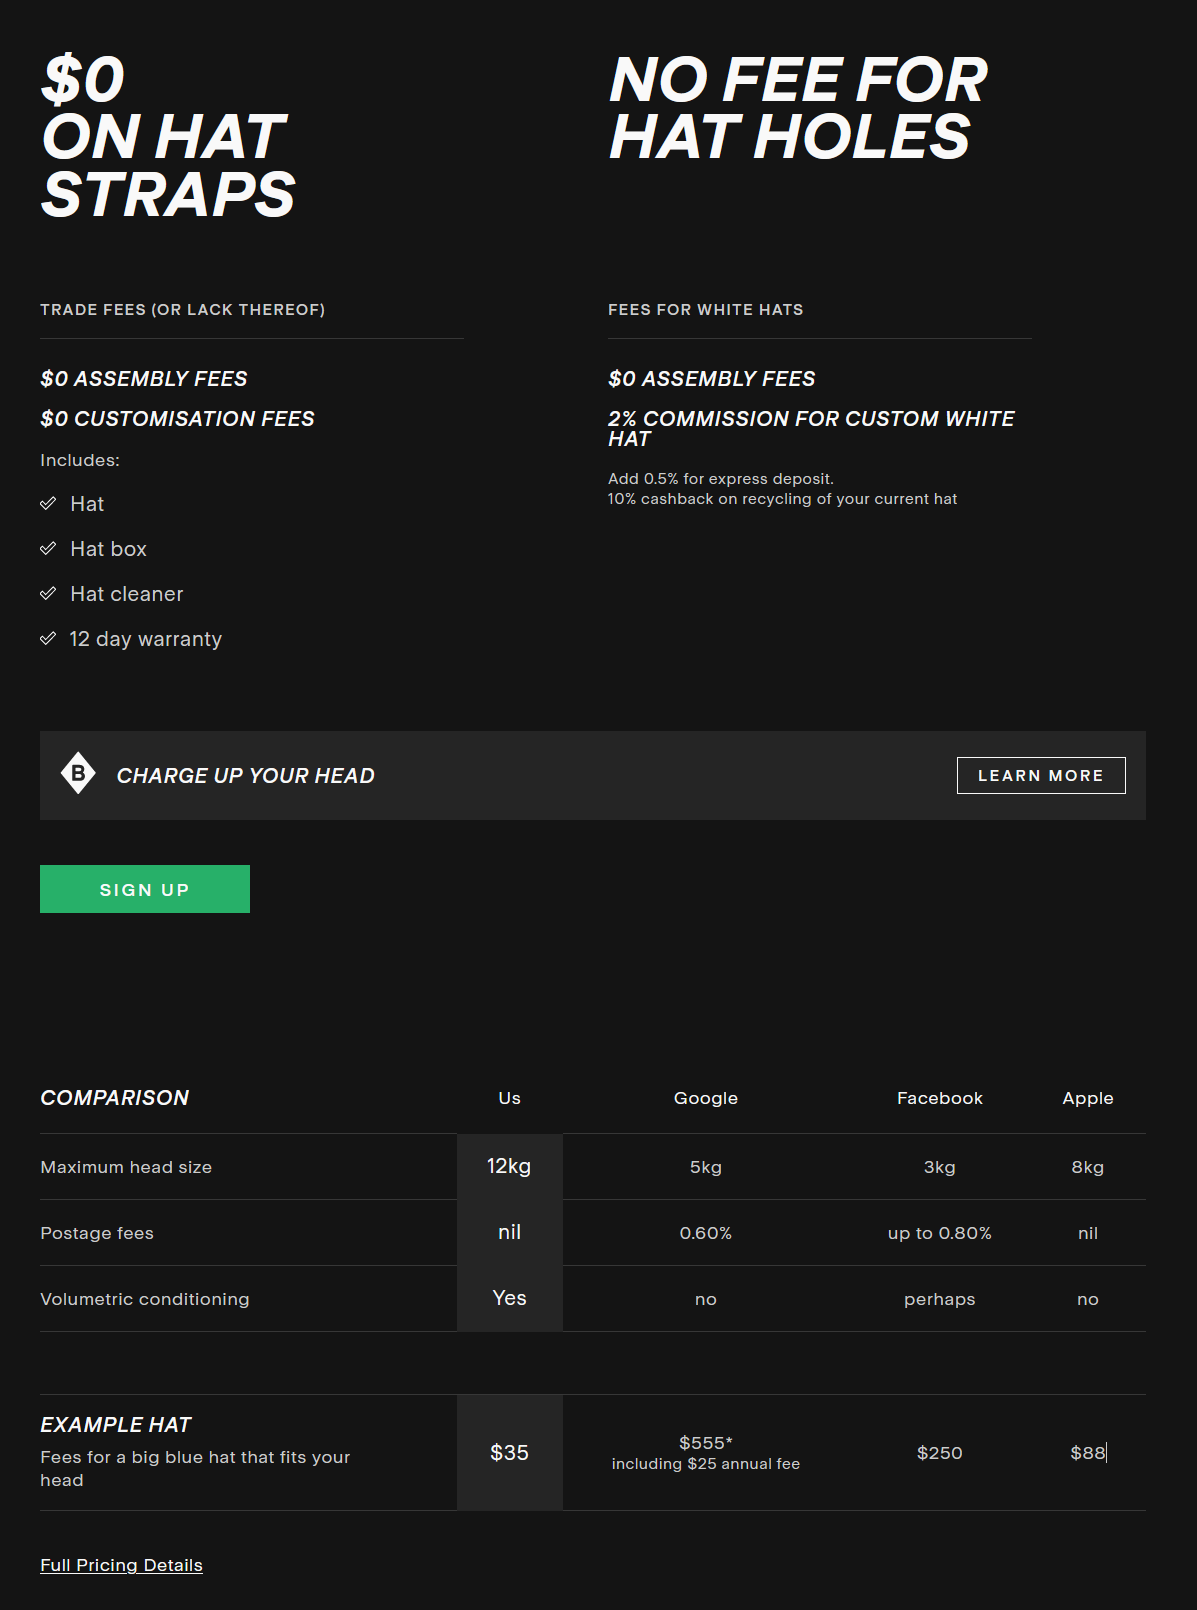 $0
ON HAT
STRAPS
NO FEE FOR
HAT HOLES
TRADE FEES (OR LACK THEREOF)
$0 ASSEMBLY FEES
$0 CUSTOMISATION FEES
Includes:
Hat
Hat box
Hat cleaner
12 day warranty
FEES FOR WHITE HATS
$0 ASSEMBLY FEES
2% COMMISSION FOR CUSTOM WHITE
HAT
Add 0.5% for express deposit.
10% cashback on recycling of your current hat
B CHARGE UP YOUR HEAD LEARN MORE
SIGN UP
COMPARISON Us Google Facebook Apple
Maximum head size 12kg 5kg 3kg 8kg
Postage fees nil 0.60% up to 0.80% nil
Volumetric conditioning Yes no perhaps no
EXAMPLE HAT
Fees for a big blue hat that fits your
head
$35
$555*
including $25 annual fee
$250
$88
Full Pricing Details